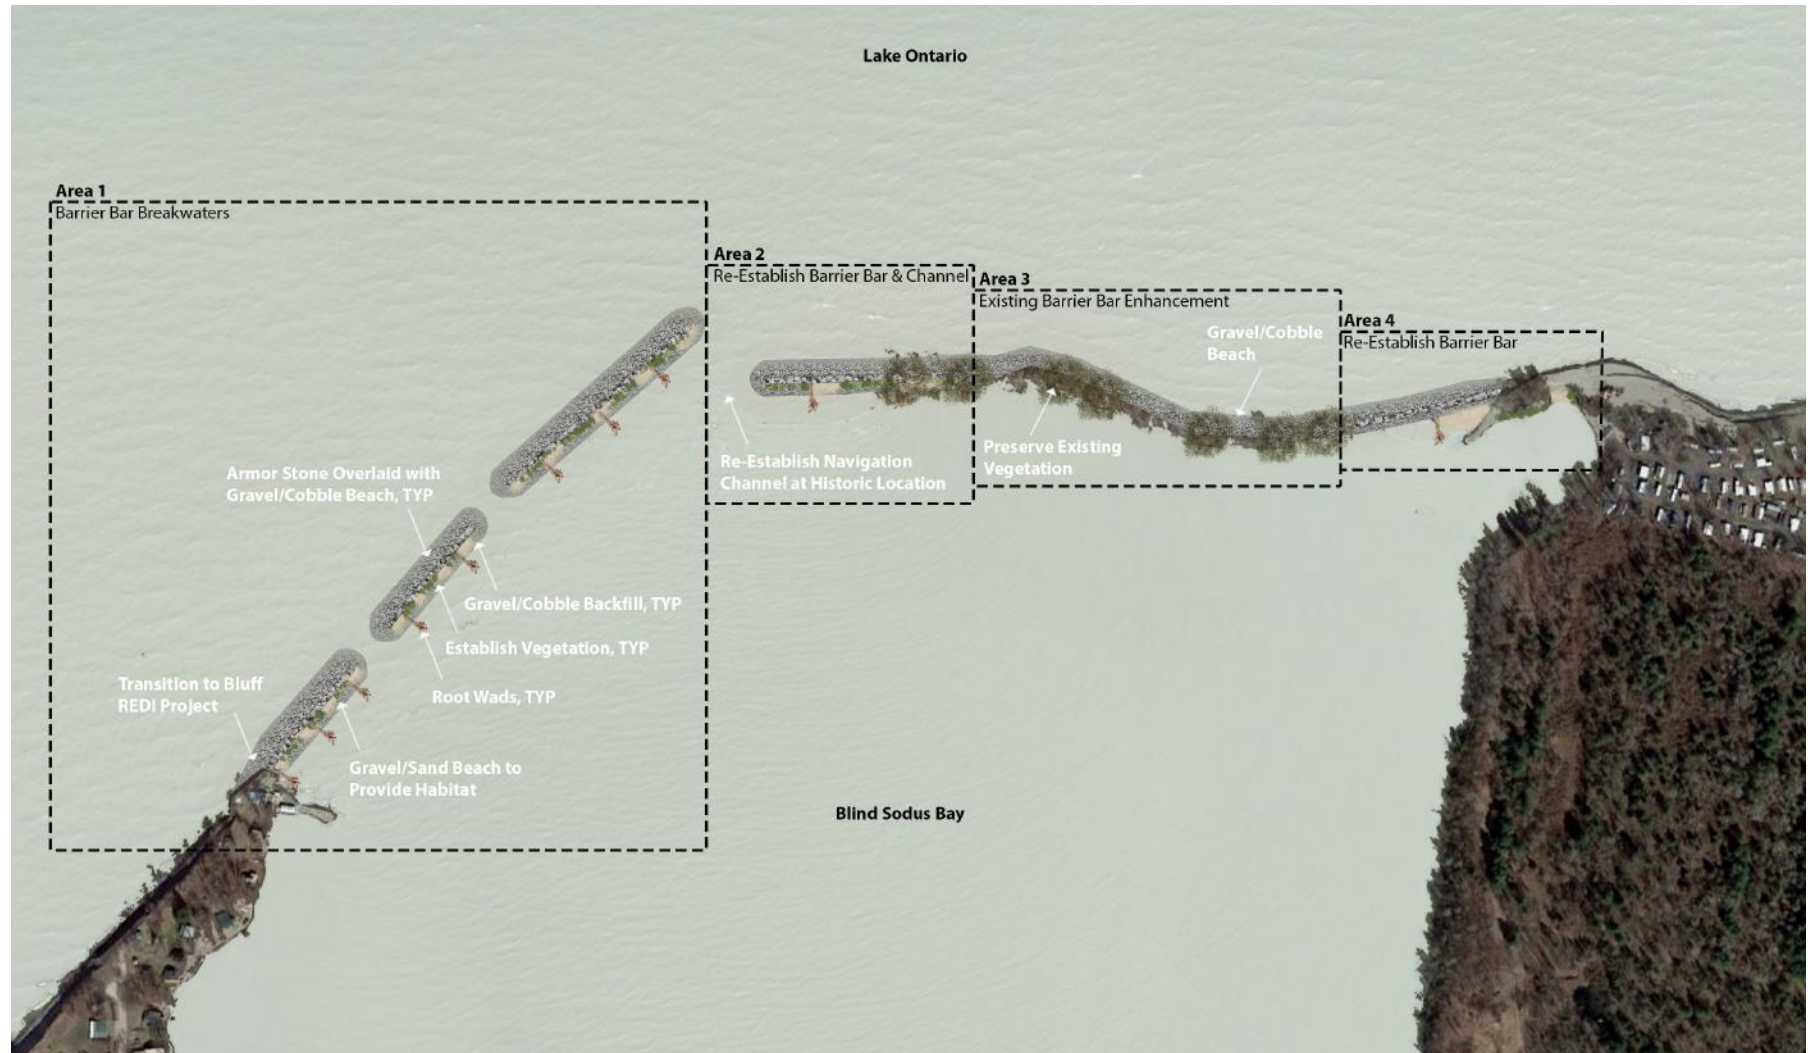 Lake Ontario
Area 1
Barrier Bar Breakwaters
Area 2
Re-Establish Barrier Bar & Channel
Area 3
Existing Barrier Bar Enhancement
Gravel/Cobble
Beach
Area 4
Re-Establish Barrier Bar
Preserve Existing
Vegetation
Re-Establish Navigation
Channel at Historic Location
Armor Stone Overlaid with
Gravel/Cobble Beach, TYP
Gravel/Cobble Backfill, TYP
Establish Vegetation, TYP
Root Wads, TYP
Transition to Bluff
REDI Project
Gravel/Sand Beach to
Provide Habitat
Blind Sodus Bay